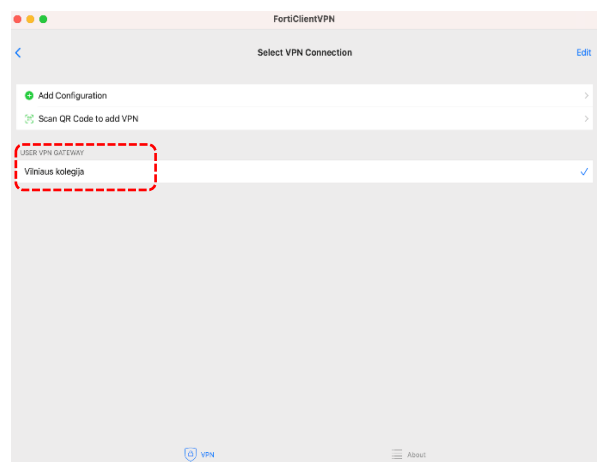 FortiClientVPN
Select VPN Connection
Edit
Add Configuration
Scan QR Code to add VPN
USER VPN GATEWAY
Vilniaus kolegija
VPN
About